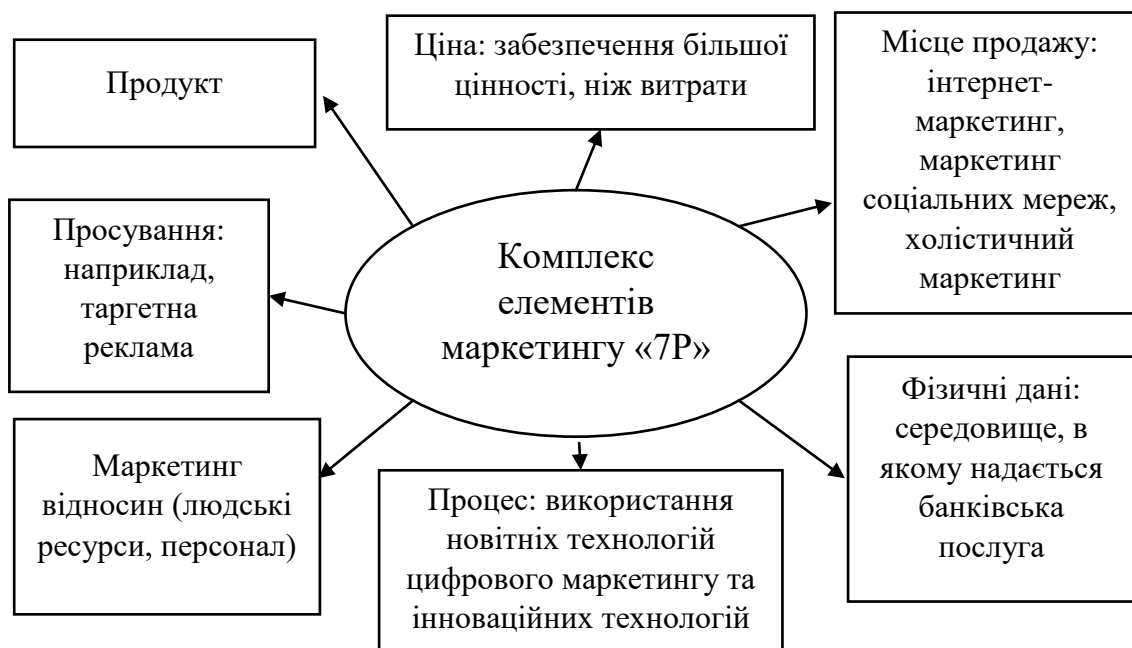 Продукт
Ціна: забезпечення більшої
цінності, ніж витрати
Місце продажу:
інтернет-
маркетинг,
маркетинг
соціальних мереж,
холістичний
маркетинг
Просування:
наприклад,
таргетна
реклама
Комплекс
елементів
маркетингу «7Р»
Маркетинг
відносин (людські
ресурси, персонал)
Процес: використання
новітніх технологій
цифрового маркетингу та
інноваційних технологій
Фізичні дані:
середовище, в
якому надається
банківська
послуга